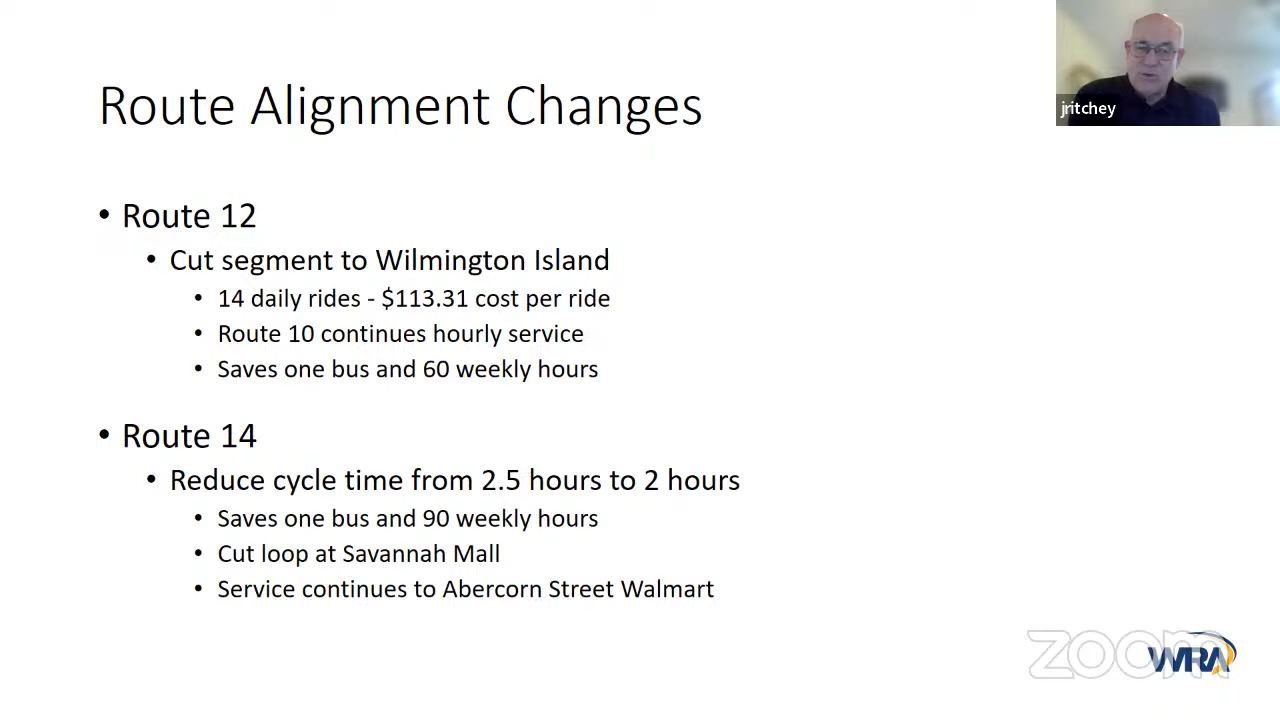 Route Alignment Changes
jritchey
• Route 12
• Cut segment to Wilmington Island
• 14 daily rides - $113.31 cost per ride
• Route 10 continues hourly service
• Saves one bus and 60 weekly hours
• Route 14
• Reduce cycle time from 2.5 hours to 2 hours
• Saves one bus and 90 weekly hours
• Cut loop at Savannah Mall
• Service continues to Abercorn Street Walmart
zoom
WRA